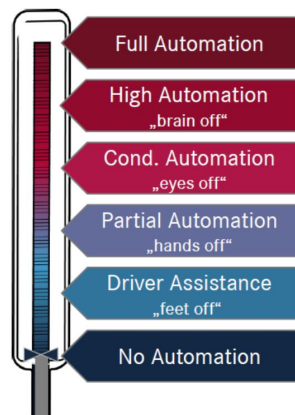 Full Automation
High Automation
„brain off“
Cond. Automation
„eyes off“
Partial Automation
„hands off“
Driver Assistance
„feet off“
No Automation